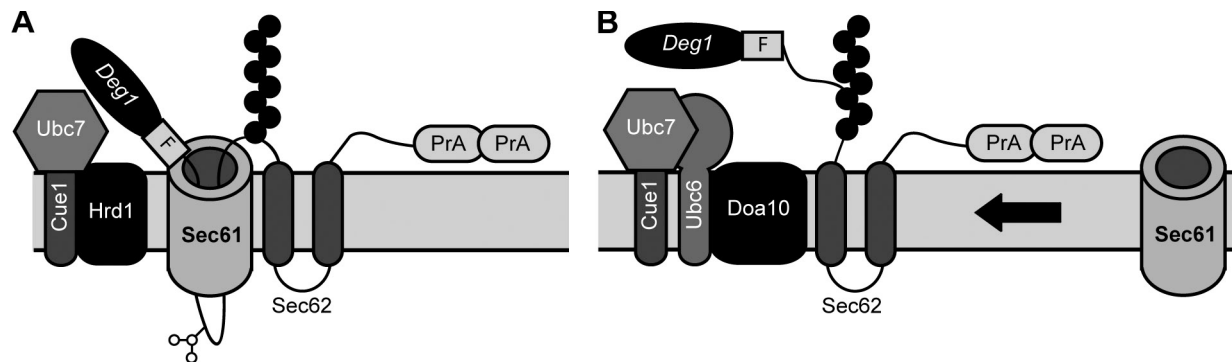 A
Deg1
F
Ubc7
PrA PrA
Cue1
Hrd1
Sec61
Sec62
B
Deg1 F
Ubc7
PrA PrA
Cue1
Ubc6
Doa10
Sec61
Sec62